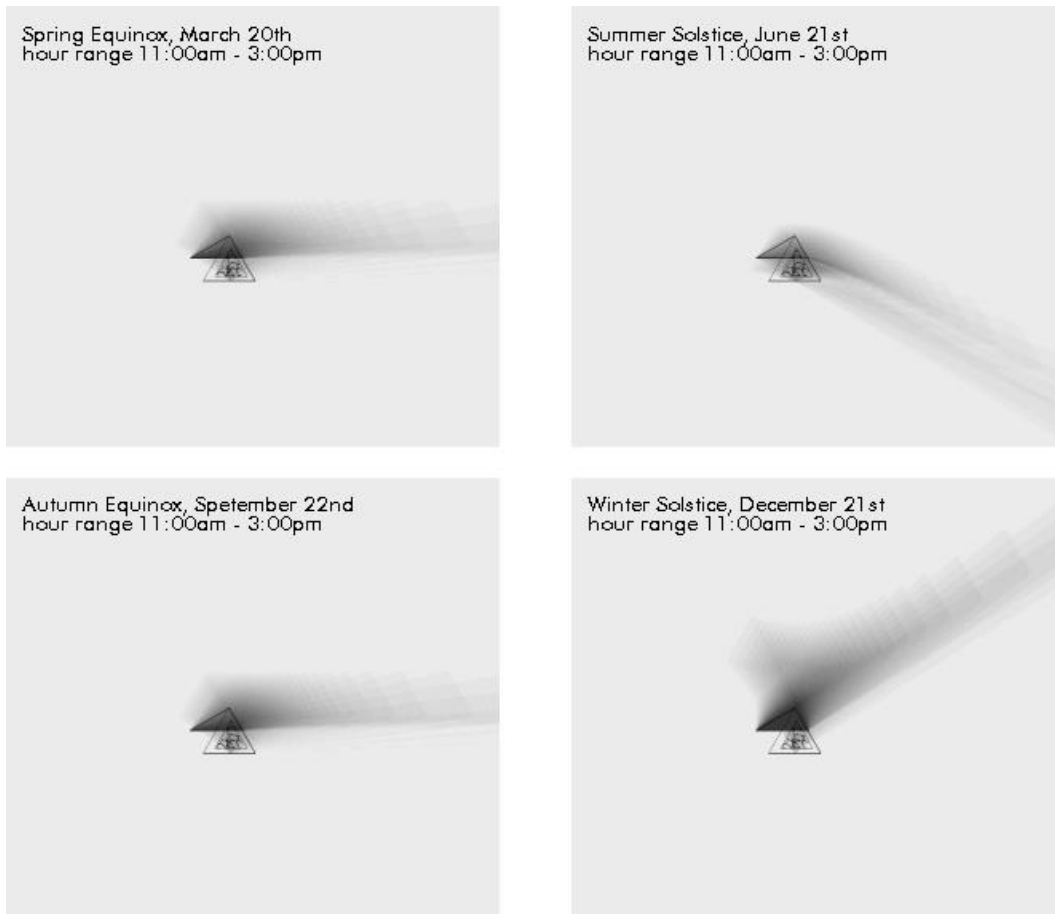 Spring Equinox, March 20th
hour range 11:00am - 3:00pm
Summer Solstice, June 21st
hour range 11:00am - 3:00pm
Autumn Equinox, Spetember 22nd
hour range 11:00am - 3:00pm
Winter Solstice, December 21st
hour range 11:00am - 3:00pm